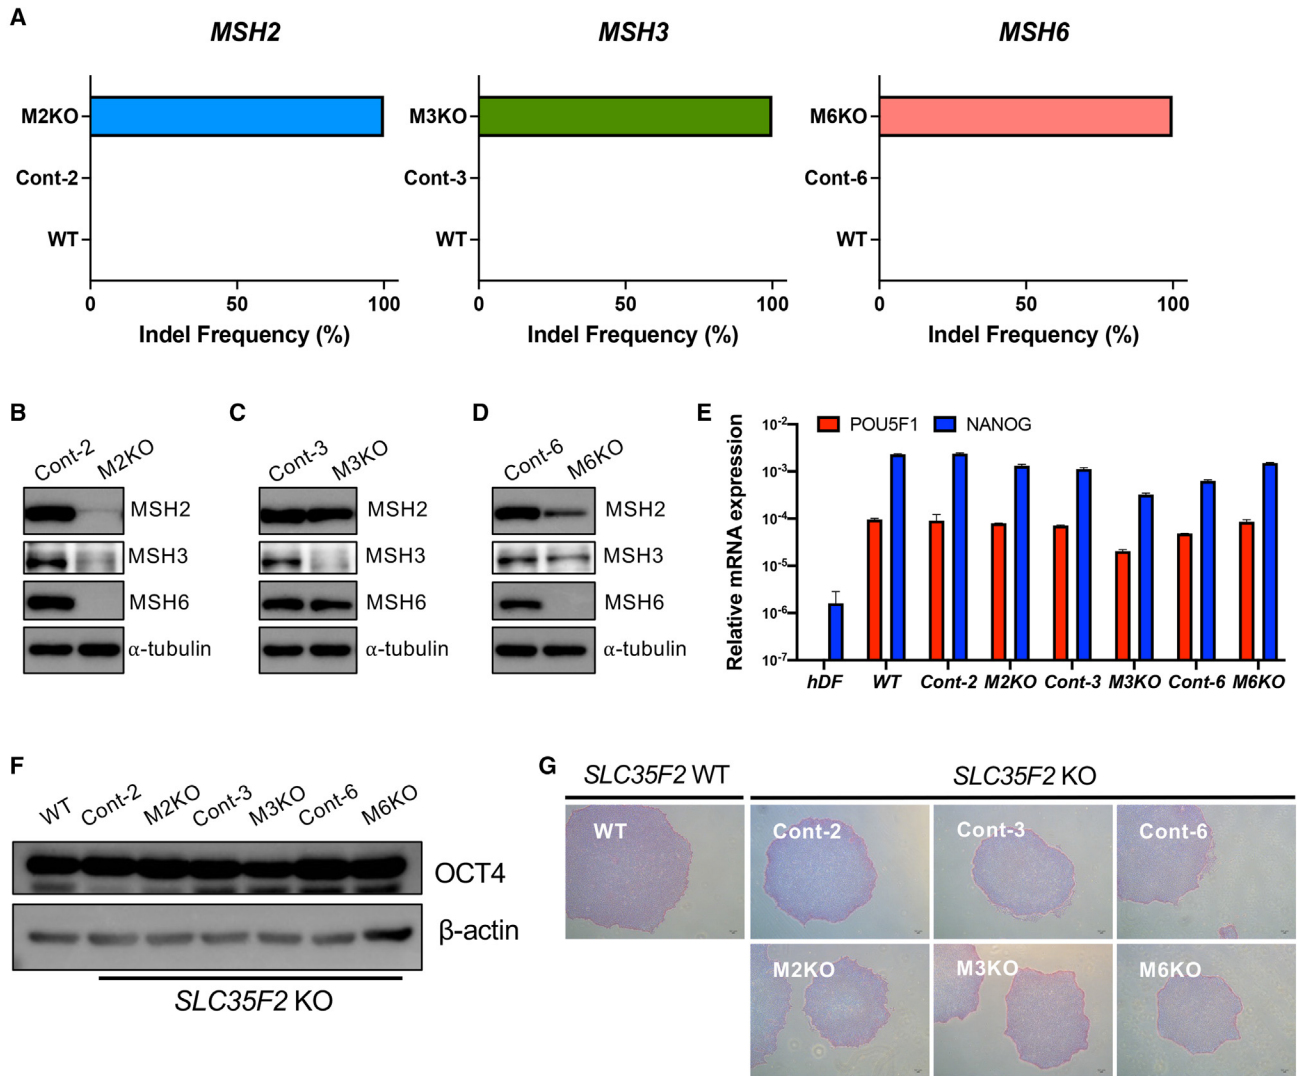 A
MSH2
MSH3
MSH6
M2KO
Cont-2
WT
0 50 100
Indel Frequency (%)
M3KO
Cont-3
WT
0 50 100
Indel Frequency (%)
M6KO
Cont-6
WT
0 50 100
Indel Frequency (%)
B
Cont-2 M2KO
MSH2
MSH3
MSH6
α-tubulin
C
Cont-3 M3KO
MSH2
MSH3
MSH6
α-tubulin
D
Cont-6 M6KO
MSH2
MSH3
MSH6
α-tubulin
E
POU5F1 NANOG
Relative mRNA expression
10-2
10-3
10-4
10-5
10-6
10-7
hDF WT Cont-2 M2KO Cont-3 M3KO Cont-6 M6KO
F
WT Cont-2 M2KO Cont-3 M3KO Cont-6 M6KO
OCT4
β-actin
SLC35F2 KO
G
SLC35F2 WT
SLC35F2 KO
WT
Cont-2
Cont-3
Cont-6
M2KO
M3KO
M6KO